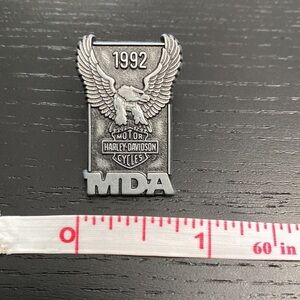 1992
MOTOR
HARLEY-DAVIDSON
CYCLES
MDA
0 1 60 in